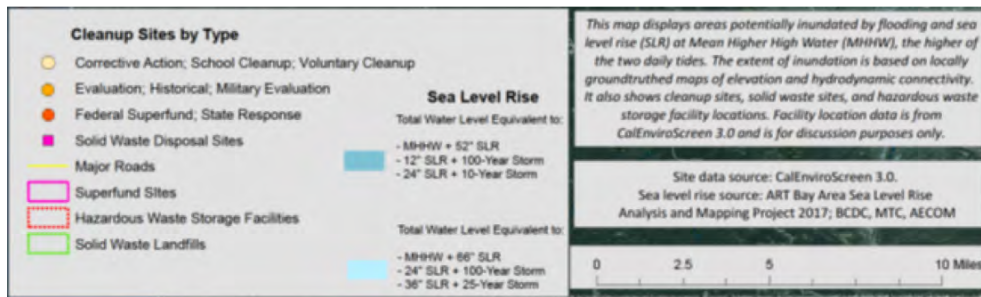 Cleanup Sites by Type
Corrective Action; School Cleanup; Voluntary Cleanup
Evaluation; Historical; Military Evaluation
Federal Superfund; State Response
Solid Waste Disposal Sites
Major Roads
Superfund SItes
Hazardous Waste Storage Facilities
Solid Waste Landfills
Sea Level Rise
Total Water Level Equivalent to:
- MHHW + 52" SLR
- 12" SLR + 100-Year Storm
- 24" SLR + 10-Year Storm
Total Water Level Equivalent to:
- MHHW + 66" SLR
- 24" SLR + 100-Year Storm
- 36" SLR + 25-Year Storm
This map displays areas potentially inundated by flooding and sea
level rise (SLR) at Mean Higher High Water (MHHW), the higher of
the two daily tides. The extent of inundation is based on locally
groundtruthed maps of elevation and hydrodynamic connectivity.
It also shows cleanup sites, solid waste sites, and hazardous waste
storage facility locations. Facility location data is from
CalEnviroScreen 3.0 and is for discussion purposes only.
Site data source: CalEnviroScreen 3.0.
Sea level rise source: ART Bay Area Sea Level Rise
Analysis and Mapping Project 2017; BCDC, MTC, AECOM
0 2.5 5 10 Miles